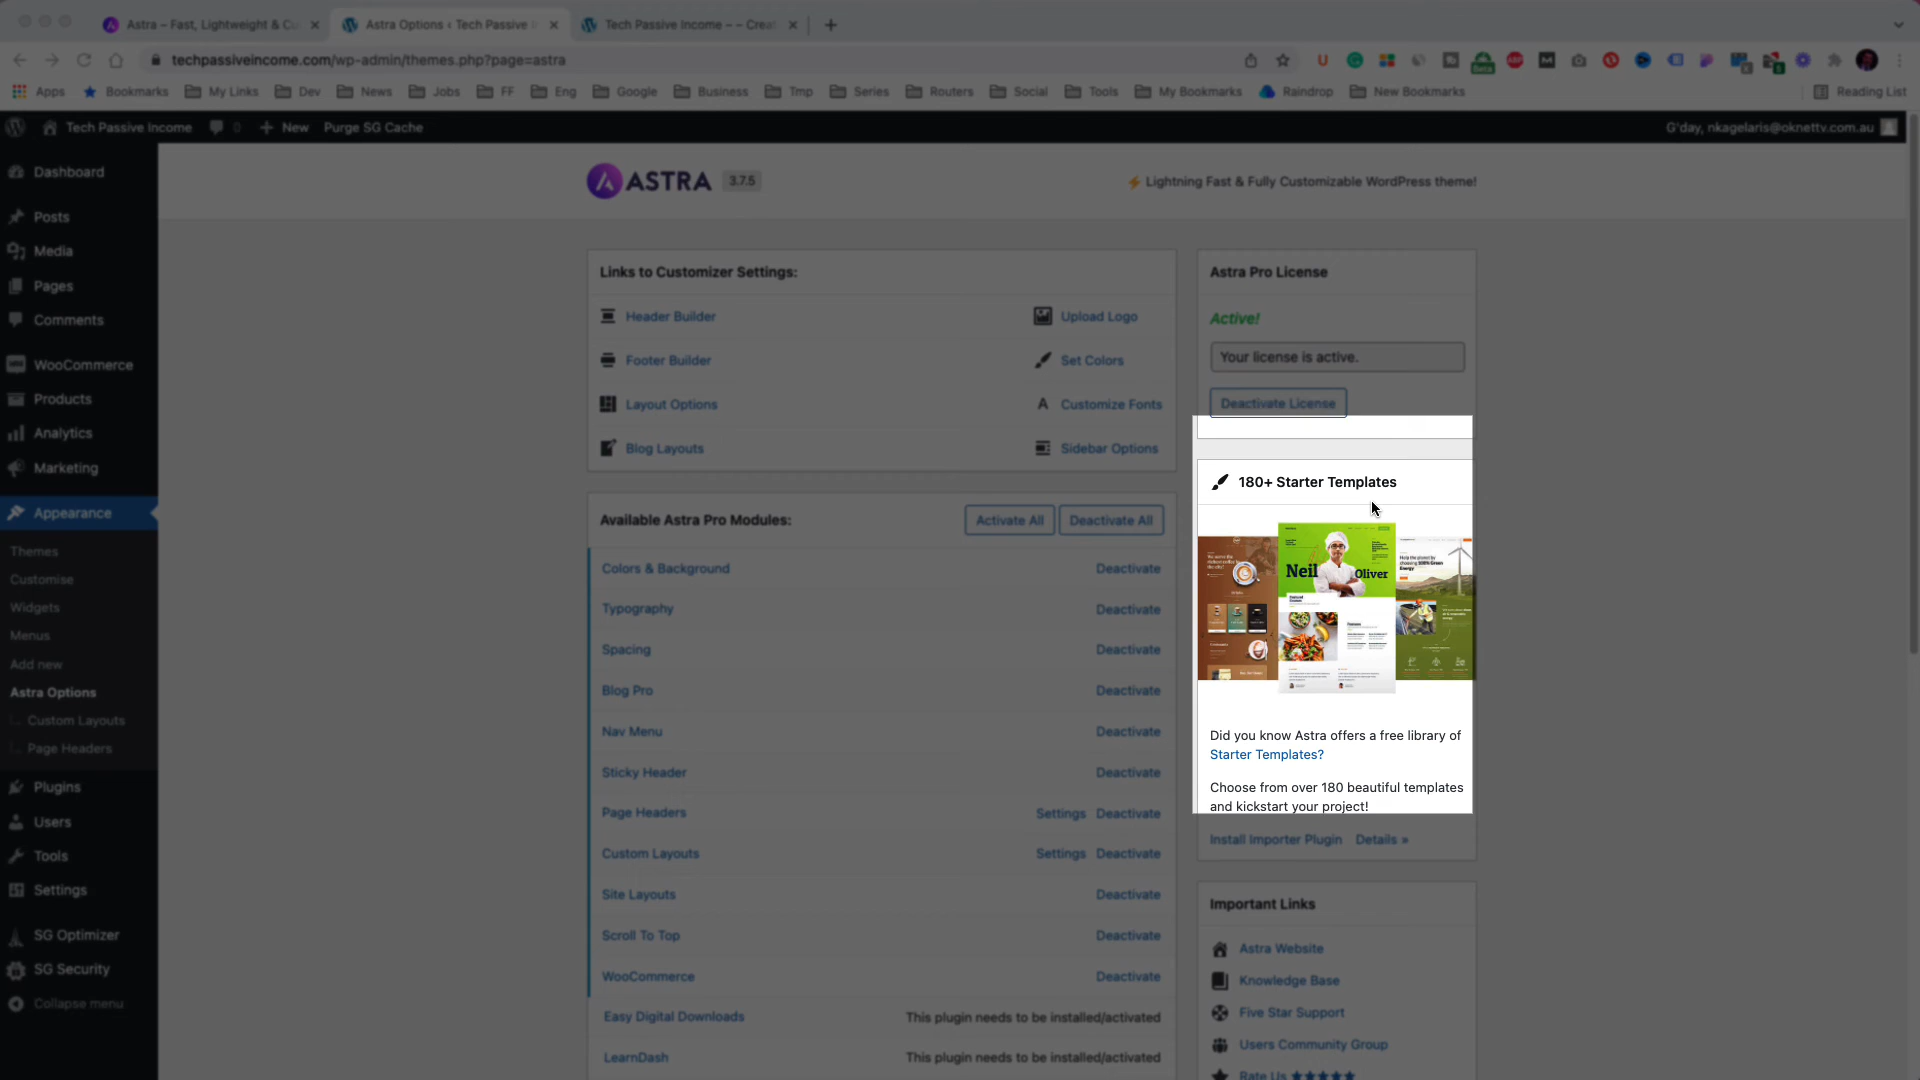 Astra – Fast, Lightweight & Cu
Astra Options ‹ Tech Passive I
Tech Passive Income – – Creat
techpassiveincome.com/wp-admin/themes.php?page=astra
Apps
Bookmarks
My Links
Dev
News
Jobs
FF
Eng
Google
Business
Tmp
Series
Routers
Social
Tools
My Bookmarks
Raindrop
New Bookmarks
Reading List
Tech Passive Income
0
New
Purge SG Cache
G'day, nkagelaris@oknettv.com.au
Dashboard
Posts
Media
Pages
Comments
WooCommerce
Products
Analytics
Marketing
Appearance
Themes
Customise
Widgets
Menus
Add new
Astra Options
Custom Layouts
Page Headers
Plugins
Users
Tools
Settings
SG Optimizer
SG Security
Collapse menu
ASTRA 3.7.5
⚡ Lightning Fast & Fully Customizable WordPress theme!
Links to Customizer Settings:
Header Builder
Upload Logo
Footer Builder
Set Colors
Layout Options
Customize Fonts
Blog Layouts
Sidebar Options
Available Astra Pro Modules:
Activate All
Deactivate All
Colors & Background Deactivate
Typography Deactivate
Spacing Deactivate
Blog Pro Deactivate
Nav Menu Deactivate
Sticky Header Deactivate
Page Headers Settings Deactivate
Custom Layouts Settings Deactivate
Site Layouts Deactivate
Scroll To Top Deactivate
WooCommerce Deactivate
Easy Digital Downloads This plugin needs to be installed/activated
LearnDash This plugin needs to be installed/activated
Astra Pro License
Active!
Your license is active.
Deactivate License
180+ Starter Templates
Neil Oliver
Help the planet by
choosing 100% Green
Energy
Did you know Astra offers a free library of
Starter Templates?
Choose from over 180 beautiful templates
and kickstart your project!
Install Importer Plugin Details »
Important Links
Astra Website
Knowledge Base
Five Star Support
Users Community Group
Rate Us ★★★★★